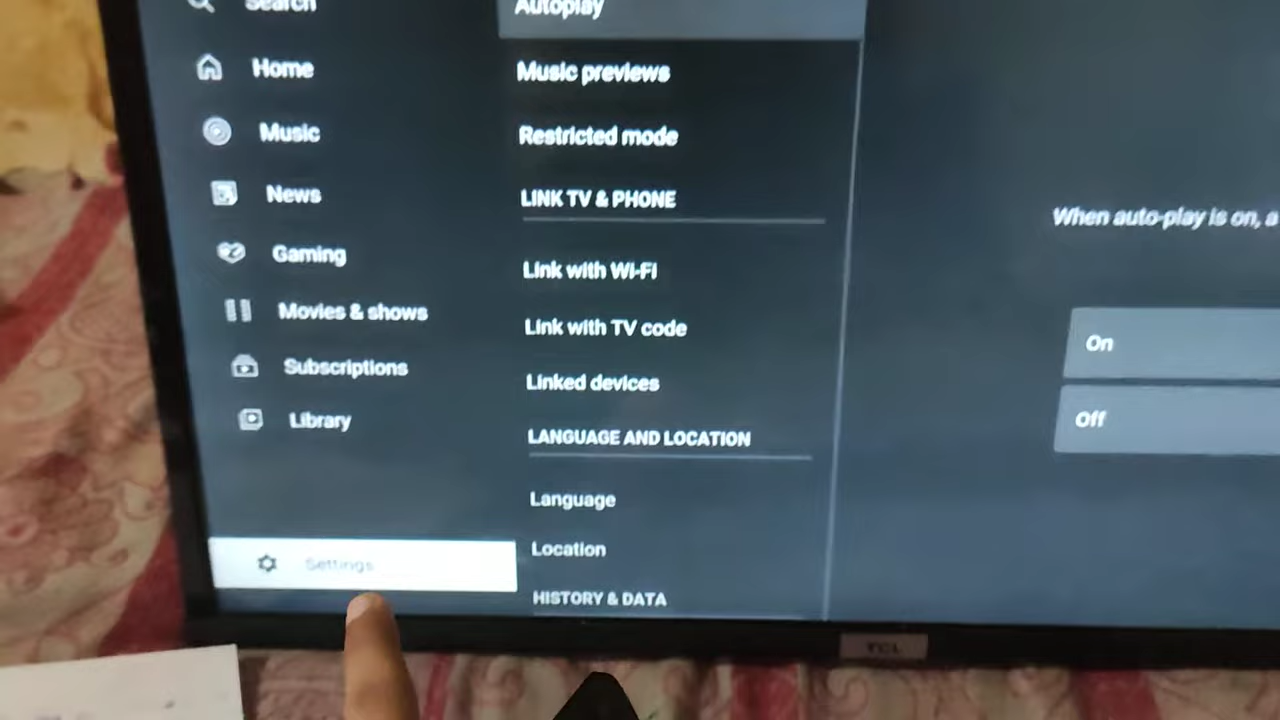 Search
Home
Music
News
Gaming
Movies & shows
Subscriptions
Library
Settings
Autoplay
Music previews
Restricted mode
LINK TV & PHONE
Link with Wi-Fi
Link with TV code
Linked devices
LANGUAGE AND LOCATION
Language
Location
HISTORY & DATA
When auto-play is on, a
On
Off
TCL